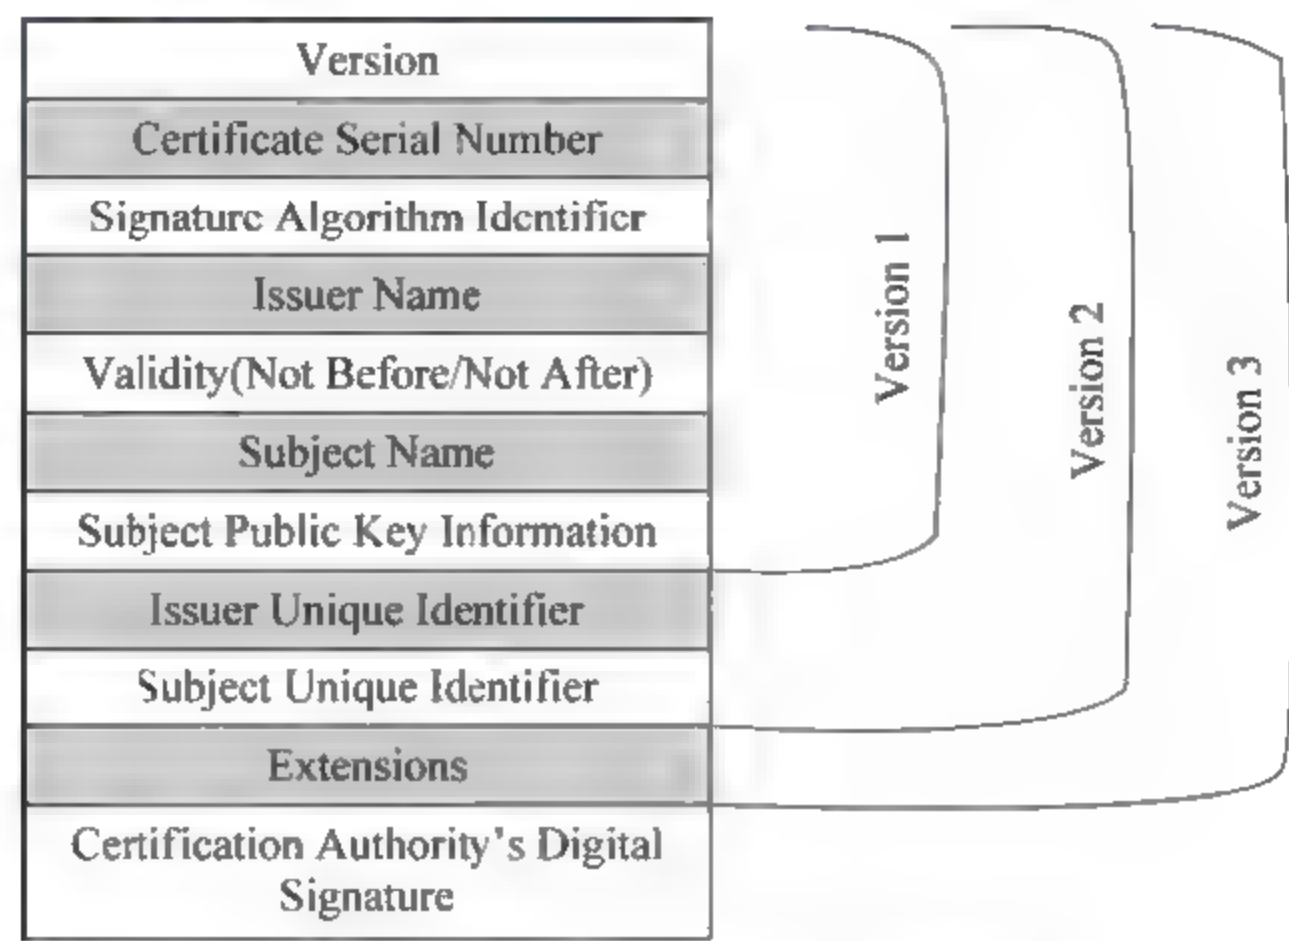 Version
Certificate Serial Number
Signature Algorithm Identifier
Issuer Name
Validity(Not Before/Not After)
Subject Name
Subject Public Key Information
Issuer Unique Identifier
Subject Unique Identifier
Extensions
Certification Authority's Digital
Signature
Version 1
Version 2
Version 3